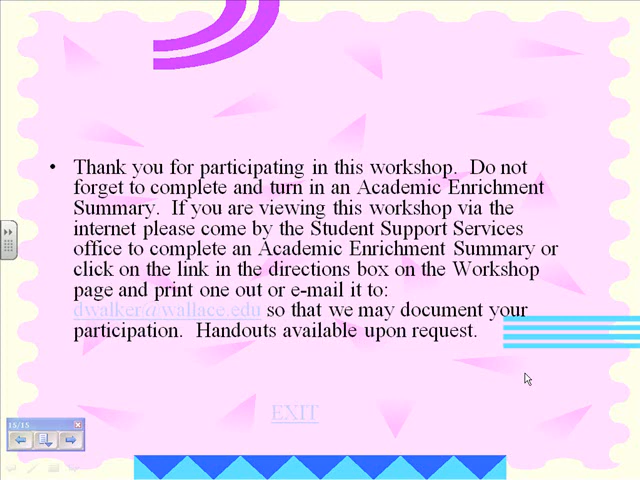 • Thank you for participating in this workshop. Do not
forget to complete and turn in an Academic Enrichment
Summary. If you are viewing this workshop via the
internet please come by the Student Support Services
office to complete an Academic Enrichment Summary or
click on the link in the directions box on the Workshop
page and print one out or e-mail it to:
dwalker@wallace.edu so that we may document your
participation. Handouts available upon request.
EXIT
15/15